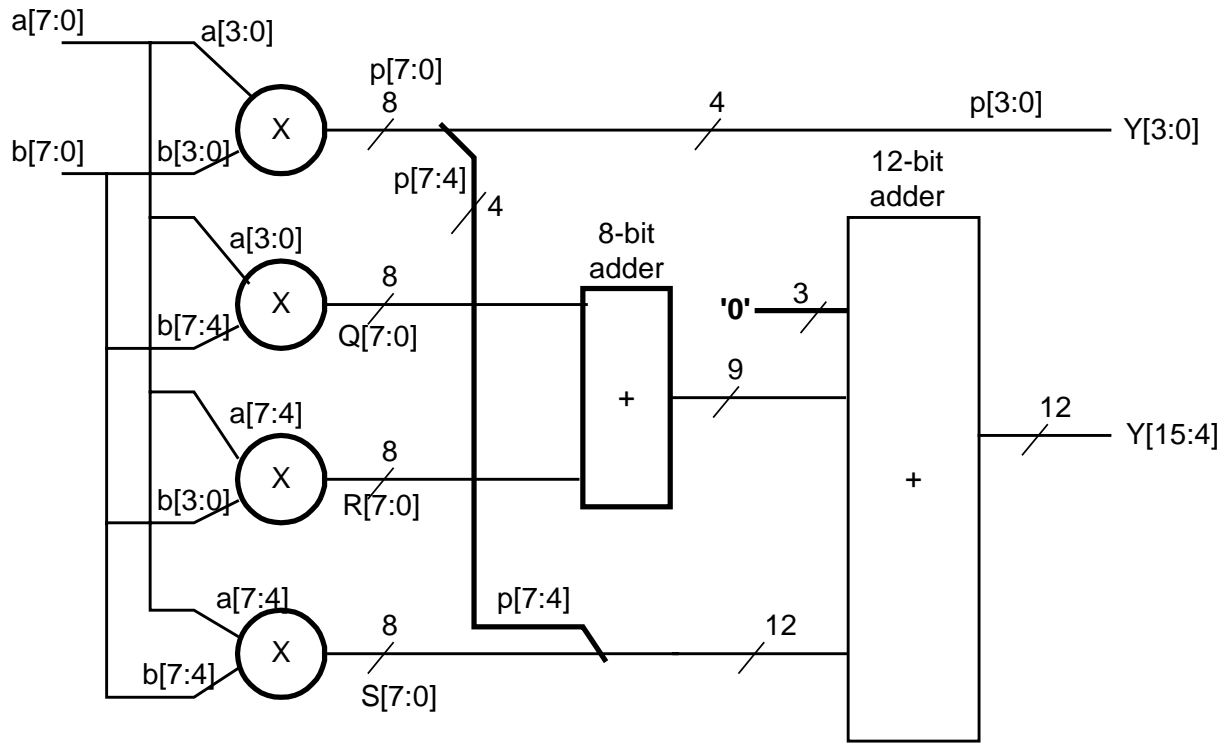 a[7:0]
a[3:0]
p[7:0]
8
4
p[3:0]
X
Y[3:0]
b[7:0]
b[3:0]
p[7:4]
4
12-bit
adder
a[3:0]
8-bit
adder
8
X
'0'
3
b[7:4]
Q[7:0]
9
a[7:4]
+
12
Y[15:4]
8
X
+
b[3:0]
R[7:0]
a[7:4]
p[7:4]
8
12
X
b[7:4]
S[7:0]